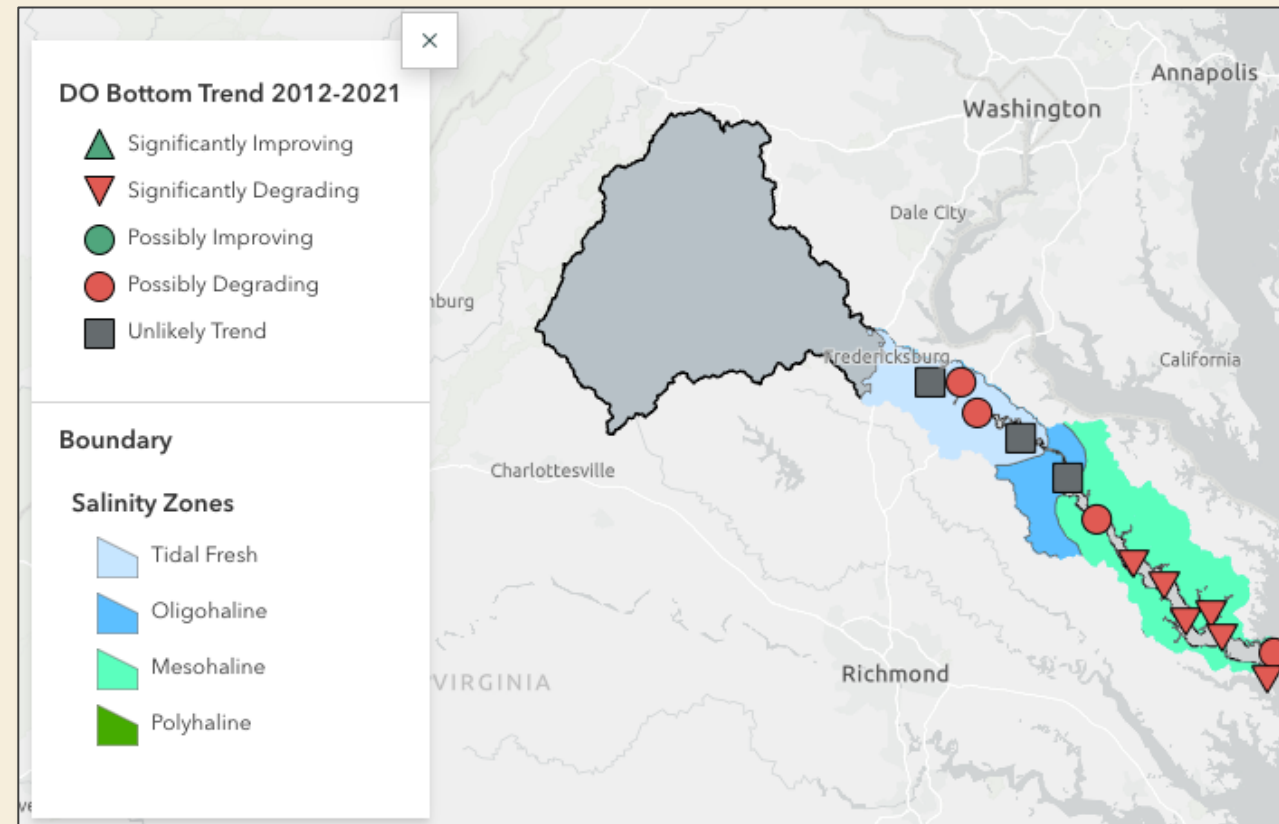 DO Bottom Trend 2012-2021
Significantly Improving
Significantly Degrading
Possibly Improving
Possibly Degrading
Unlikely Trend
Boundary
Salinity Zones
Tidal Fresh
Oligohaline
Mesohaline
Polyhaline
Annapolis
Washington
Dale City
nburg
Fredericksburg
California
Charlottesville
Richmond
VIRGINIA